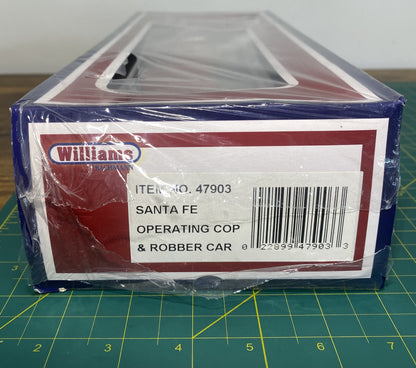 Williams
ITEM NO. 47903
SANTA FE
OPERATING COP
& ROBBER CAR
0 22899 47903 3
1 2 3 4 5 6 7